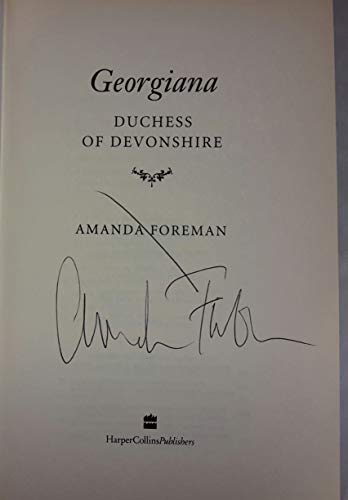 Georgiana
DUCHESS
OF DEVONSHIRE
AMANDA FOREMAN
HarperCollinsPublishers